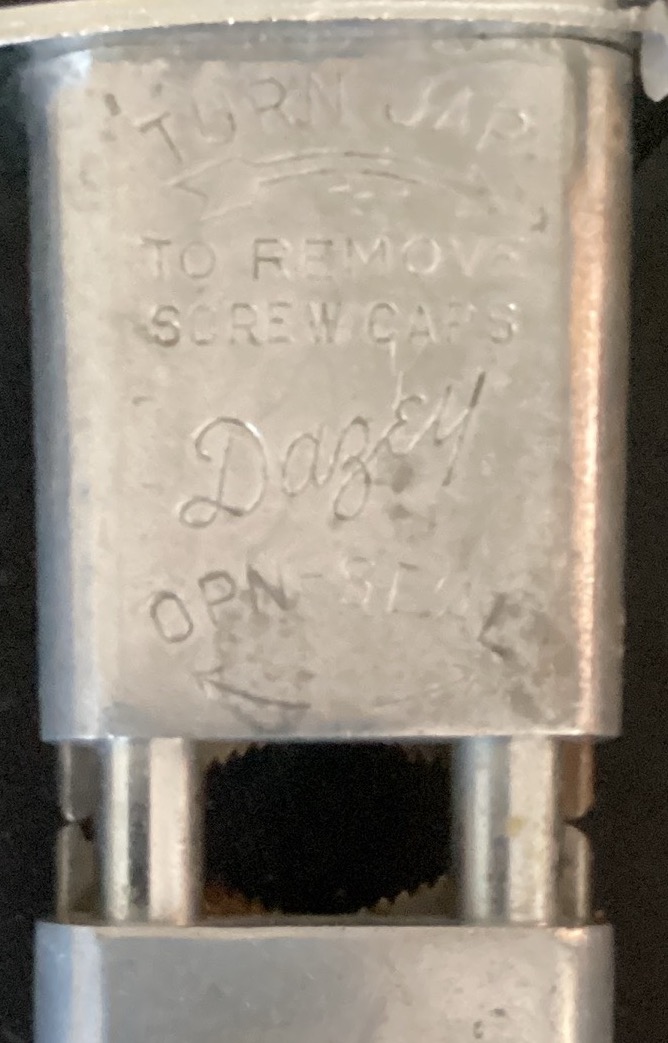 TURN JAR
TO REMOVE
SCREW CAPS
Dazey
OPN-SEAL